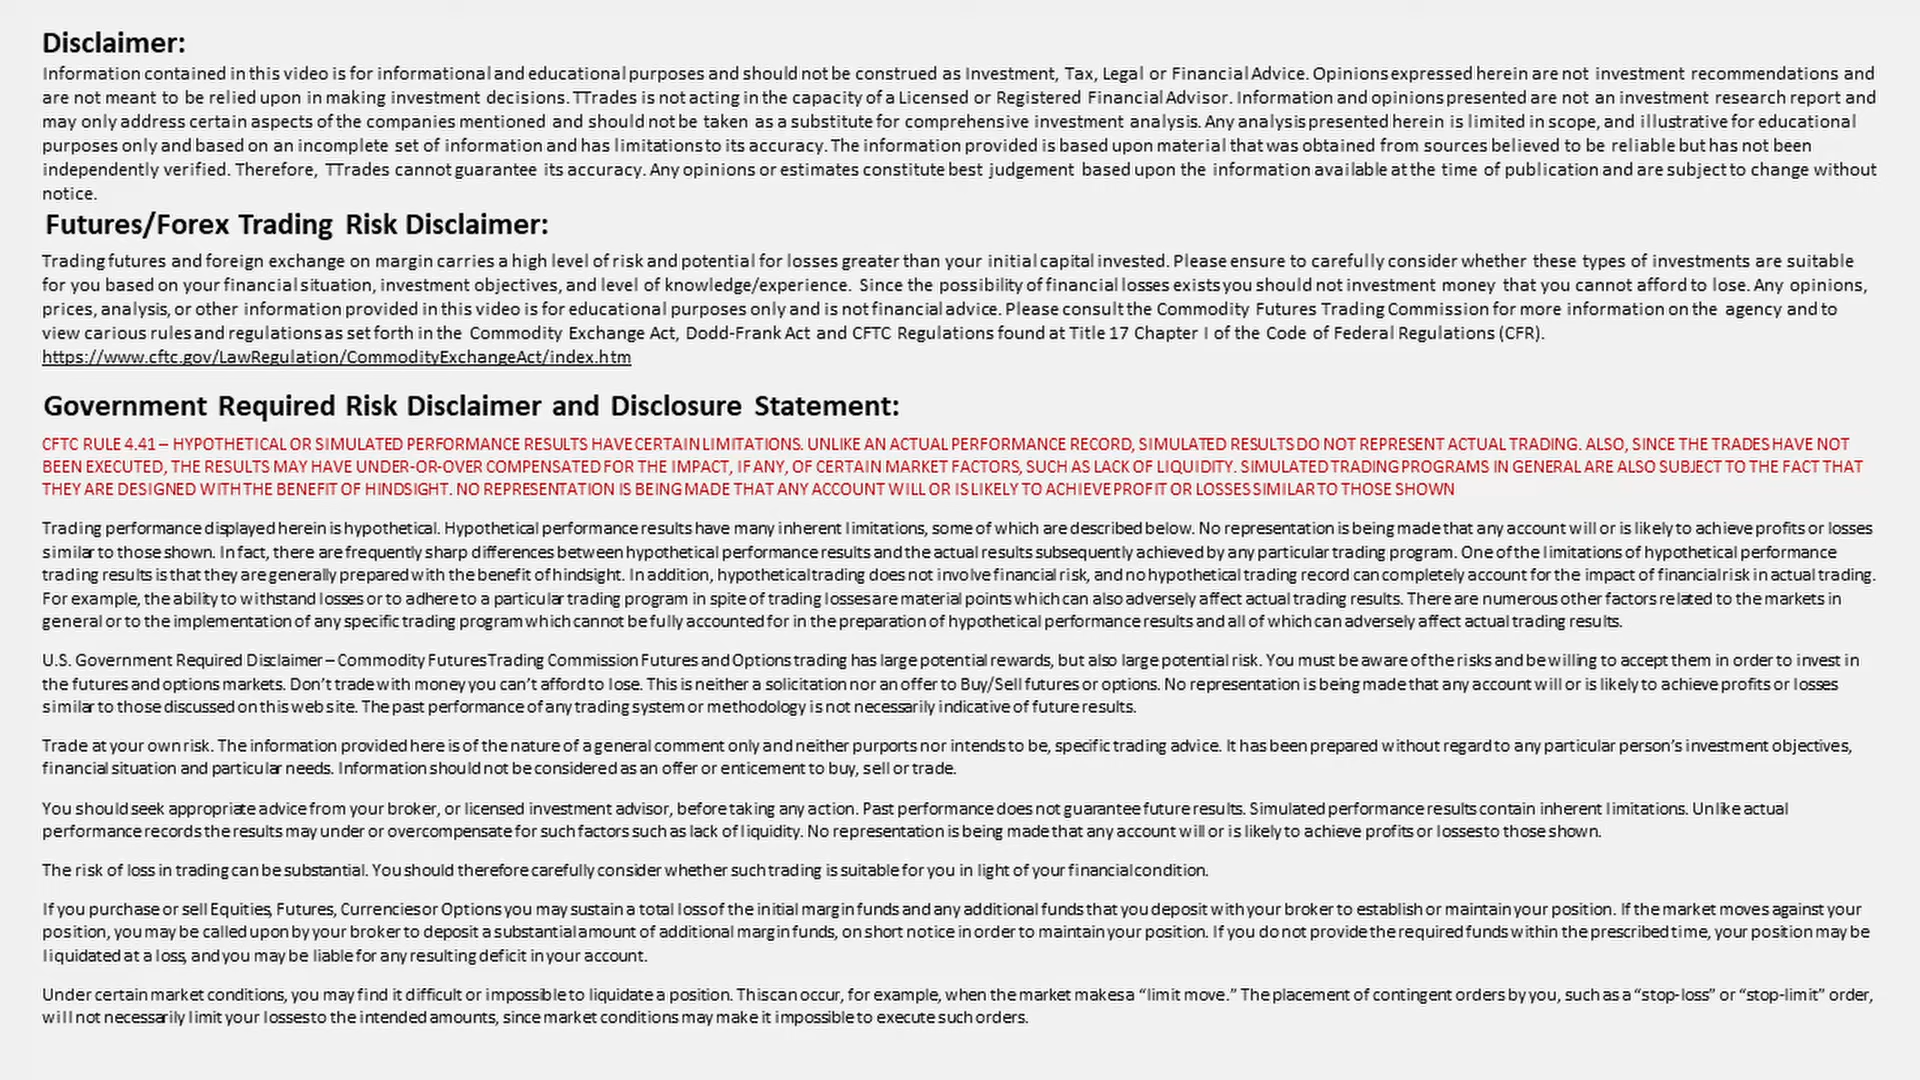 Disclaimer:
Information contained in this video is for informational and educational purposes and should not be construed as Investment, Tax, Legal or Financial Advice. Opinions expressed herein are not investment recommendations and
are not meant to be relied upon in making investment decisions. TTrades is not acting in the capacity of a Licensed or Registered Financial Advisor. Information and opinions presented are not an investment research report and
may only address certain aspects of the companies mentioned and should not be taken as a substitute for comprehensive investment analysis. Any analysis presented herein is limited in scope, and illustrative for educational
purposes only and based on an incomplete set of information and has limitations to its accuracy. The information provided is based upon material that was obtained from sources believed to be reliable but has not been
independently verified. Therefore, TTrades cannot guarantee its accuracy. Any opinions or estimates constitute best judgement based upon the information available at the time of publication and are subject to change without
notice.
Futures/Forex Trading Risk Disclaimer:
Trading futures and foreign exchange on margin carries a high level of risk and potential for losses greater than your initial capital invested. Please ensure to carefully consider whether these types of investments are suitable
for you based on your financial situation, investment objectives, and level of knowledge/experience. Since the possibility of financial losses exists you should not investment money that you cannot afford to lose. Any opinions,
prices, analysis, or other information provided in this video is for educational purposes only and is not financial advice. Please consult the Commodity Futures Trading Commission for more information on the agency and to
view carious rules and regulations as set forth in the Commodity Exchange Act, Dodd-Frank Act and CFTC Regulations found at Title 17 Chapter I of the Code of Federal Regulations (CFR).
https://www.cftc.gov/LawRegulation/CommodityExchangeAct/index.htm
Government Required Risk Disclaimer and Disclosure Statement:
CFTC RULE 4.41 – HYPOTHETICAL OR SIMULATED PERFORMANCE RESULTS HAVE CERTAIN LIMITATIONS. UNLIKE AN ACTUAL PERFORMANCE RECORD, SIMULATED RESULTS DO NOT REPRESENT ACTUAL TRADING. ALSO, SINCE THE TRADES HAVE NOT
BEEN EXECUTED, THE RESULTS MAY HAVE UNDER-OR-OVER COMPENSATED FOR THE IMPACT, IF ANY, OF CERTAIN MARKET FACTORS, SUCH AS LACK OF LIQUIDITY. SIMULATED TRADING PROGRAMS IN GENERAL ARE ALSO SUBJECT TO THE FACT THAT
THEY ARE DESIGNED WITH THE BENEFIT OF HINDSIGHT. NO REPRESENTATION IS BEING MADE THAT ANY ACCOUNT WILL OR IS LIKELY TO ACHIEVE PROFIT OR LOSSES SIMILAR TO THOSE SHOWN
Trading performance displayed herein is hypothetical. Hypothetical performance results have many inherent limitations, some of which are described below. No representation is being made that any account will or is likely to achieve profits or losses
similar to those shown. In fact, there are frequently sharp differences between hypothetical performance results and the actual results subsequently achieved by any particular trading program. One of the limitations of hypothetical performance
trading results is that they are generally prepared with the benefit of hindsight. In addition, hypothetical trading does not involve financial risk, and no hypothetical trading record can completely account for the impact of financial risk in actual trading.
For example, the ability to withstand losses or to adhere to a particular trading program in spite of trading losses are material points which can also adversely affect actual trading results. There are numerous other factors related to the markets in
general or to the implementation of any specific trading program which cannot be fully accounted for in the preparation of hypothetical performance results and all of which can adversely affect actual trading results.
U.S. Government Required Disclaimer – Commodity Futures Trading Commission Futures and Options trading has large potential rewards, but also large potential risk. You must be aware of the risks and be willing to accept them in order to invest in
the futures and options markets. Don’t trade with money you can’t afford to lose. This is neither a solicitation nor an offer to Buy/Sell futures or options. No representation is being made that any account will or is likely to achieve profits or losses
similar to those discussed on this web site. The past performance of any trading system or methodology is not necessarily indicative of future results.
Trade at your own risk. The information provided here is of the nature of a general comment only and neither purports nor intends to be, specific trading advice. It has been prepared without regard to any particular person’s investment objectives,
financial situation and particular needs. Information should not be considered as an offer or enticement to buy, sell or trade.
You should seek appropriate advice from your broker, or licensed investment advisor, before taking any action. Past performance does not guarantee future results. Simulated performance results contain inherent limitations. Unlike actual
performance records the results may under or overcompensate for such factors such as lack of liquidity. No representation is being made that any account will or is likely to achieve profits or losses to those shown.
The risk of loss in trading can be substantial. You should therefore carefully consider whether such trading is suitable for you in light of your financial condition.
If you purchase or sell Equities, Futures, Currencies or Options you may sustain a total loss of the initial margin funds and any additional funds that you deposit with your broker to establish or maintain your position. If the market moves against your
position, you may be called upon by your broker to deposit a substantial amount of additional margin funds, on short notice in order to maintain your position. If you do not provide the required funds within the prescribed time, your position may be
liquidated at a loss, and you may be liable for any resulting deficit in your account.
Under certain market conditions, you may find it difficult or impossible to liquidate a position. This can occur, for example, when the market makes a “limit move.” The placement of contingent orders by you, such as a “stop-loss” or “stop-limit” order,
will not necessarily limit your losses to the intended amounts, since market conditions may make it impossible to execute such orders.